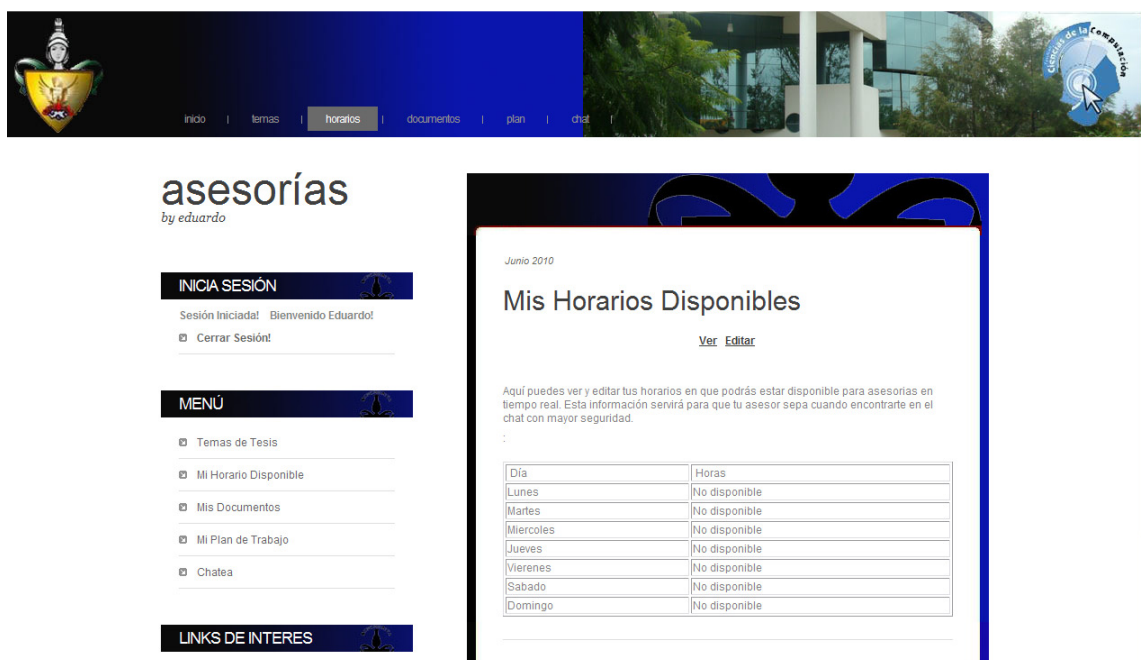 Ciencias de la Computación
inicio | temas | horarios | documentos | plan | chat |
asesorías
by eduardo
INICIA SESIÓN
Sesión Iniciada! Bienvenido Eduardo!
Cerrar Sesión!
MENÚ
Temas de Tesis
Mi Horario Disponible
Mis Documentos
Mi Plan de Trabajo
Chatea
LINKS DE INTERES
Junio 2010
Mis Horarios Disponibles
Ver Editar
Aquí puedes ver y editar tus horarios en que podrás estar disponible para asesorias en
tiempo real. Esta información servirá para que tu asesor sepa cuando encontrarte en el
chat con mayor seguridad.
:
Día Horas
Lunes No disponible
Martes No disponible
Miercoles No disponible
Jueves No disponible
Vierenes No disponible
Sabado No disponible
Domingo No disponible